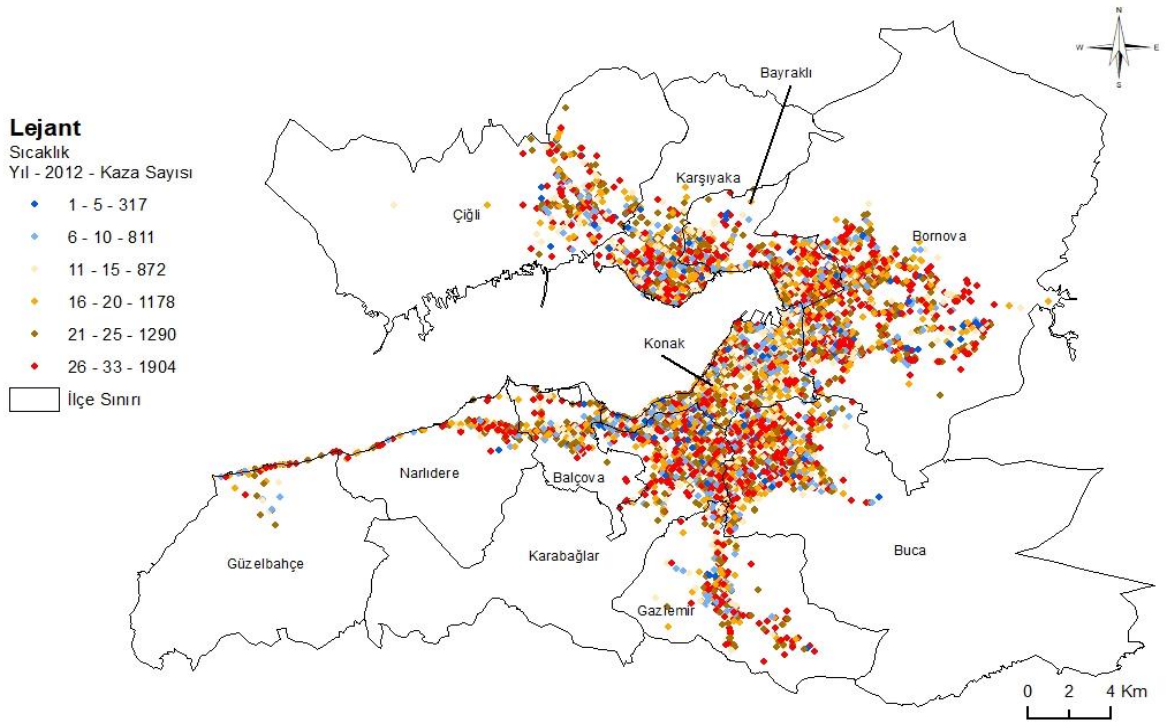 Lejant
Sıcaklık
Yıl - 2012 - Kaza Sayısı
1 - 5 - 317
6 - 10 - 811
11 - 15 - 872
16 - 20 - 1178
21 - 25 - 1290
26 - 33 - 1904
İlçe Sınırı
N
W
E
S
Bayraklı
Karşıyaka
Çiğli
Bornova
Konak
Narlıdere
Balçova
Güzelbahçe
Karabağlar
Buca
Gaziemir
0 2 4 Km